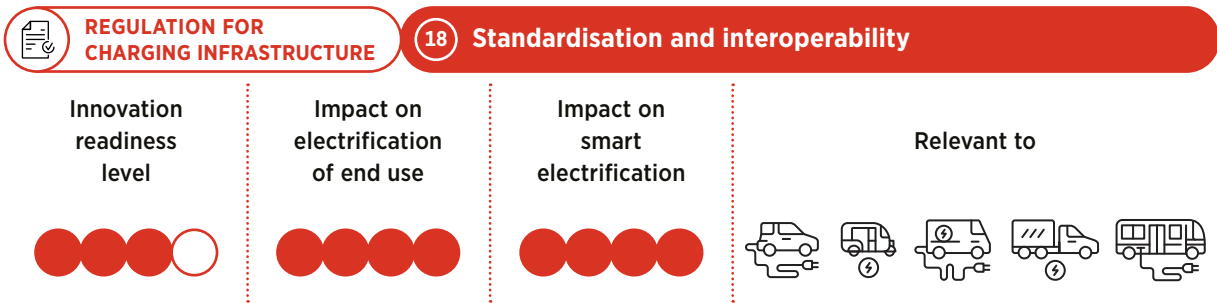 REGULATION FOR
CHARGING INFRASTRUCTURE
18 Standardisation and interoperability
Innovation
readiness
level
Impact on
electrification
of end use
Impact on
smart
electrification
Relevant to